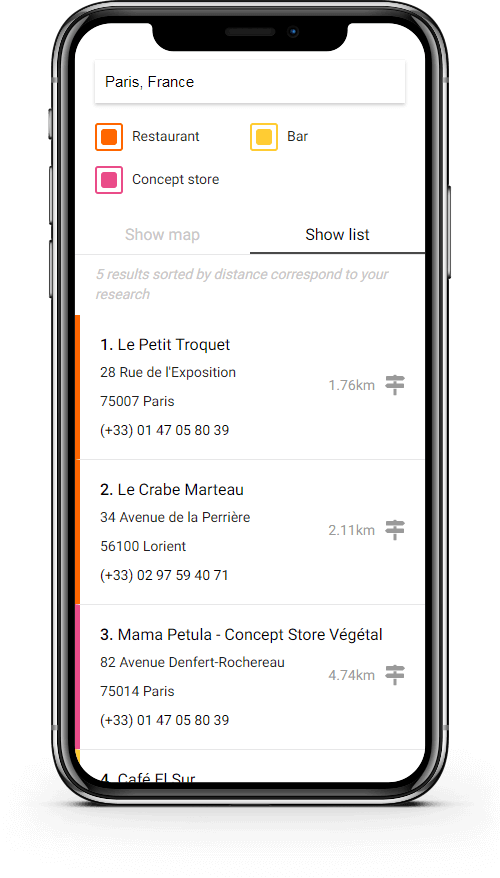 Paris, France
Restaurant
Bar
Concept store
Show map
Show list
5 results sorted by distance correspond to your
research
1. Le Petit Troquet
28 Rue de l'Exposition
75007 Paris
(+33) 01 47 05 80 39
1.76km
2. Le Crabe Marteau
34 Avenue de la Perrière
56100 Lorient
(+33) 02 97 59 40 71
2.11km
3. Mama Petula - Concept Store Végétal
82 Avenue Denfert-Rochereau
75014 Paris
(+33) 01 47 05 80 39
4.74km
4. Café El Sur